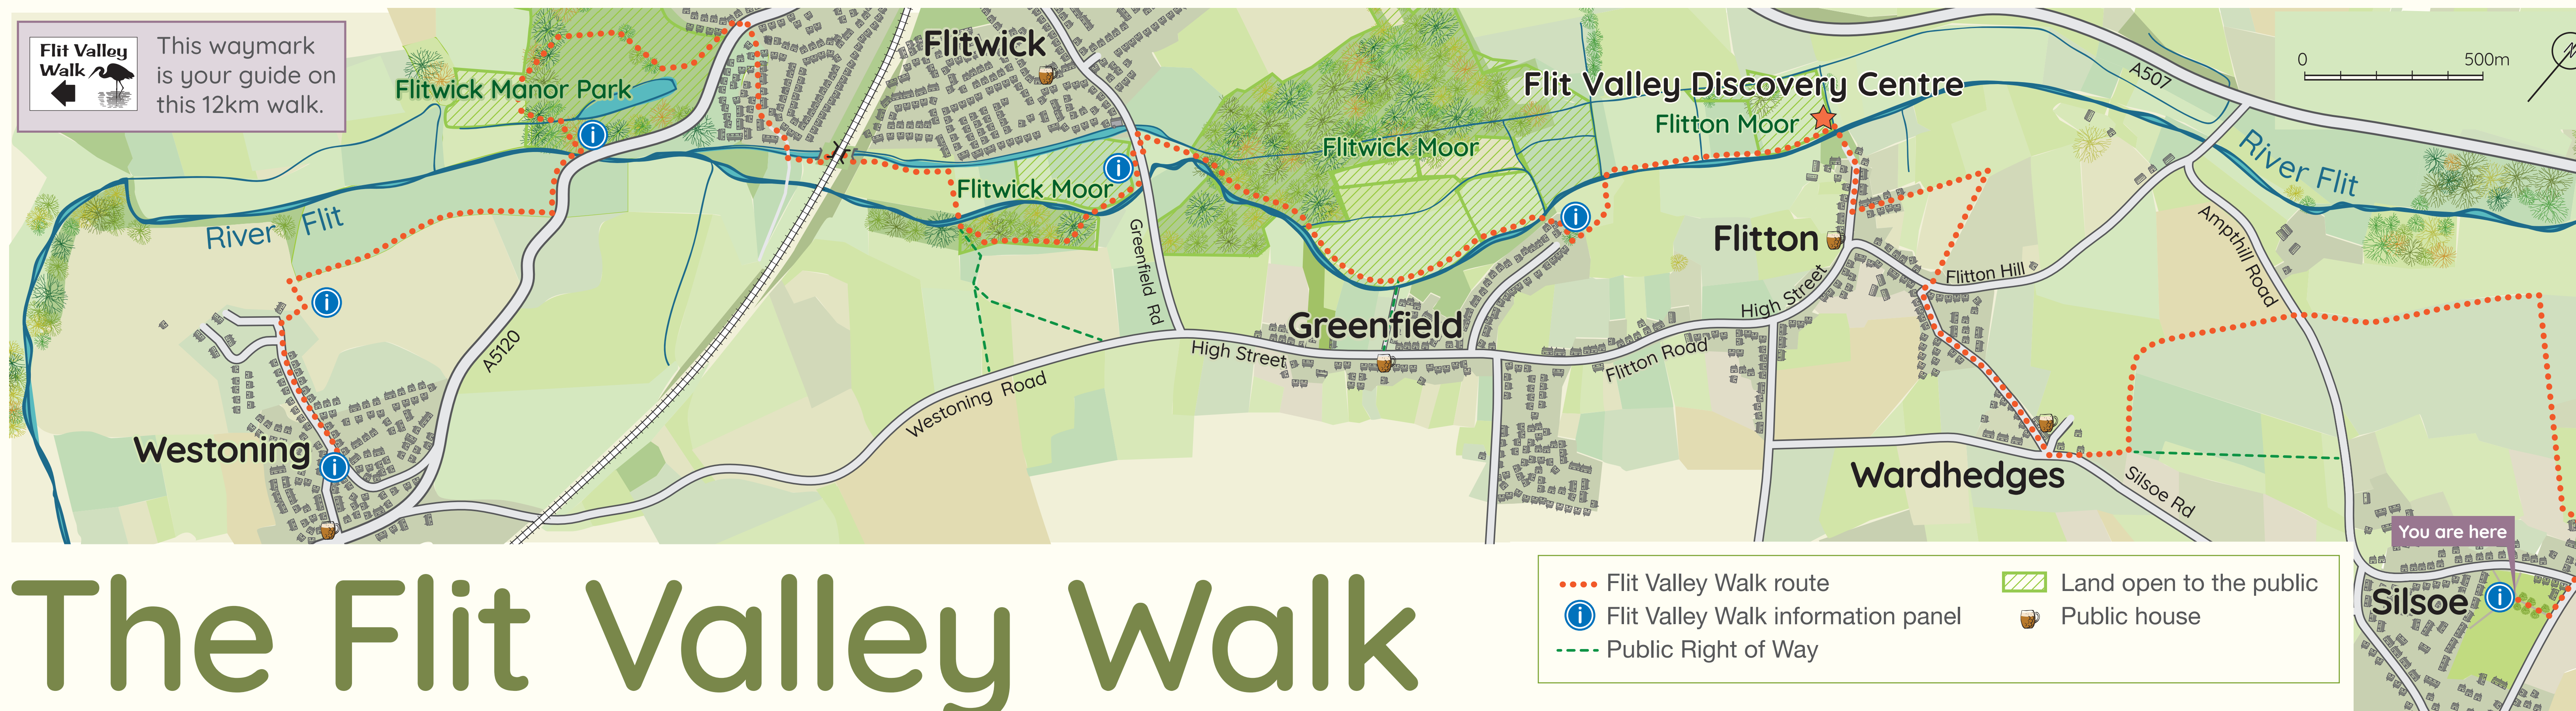 Flit Valley
Walk
This waymark
is your guide on
this 12km walk.
Flitwick
Flitwick Manor Park
Flit Valley Discovery Centre
Flitton Moor
Flitwick Moor
Flitwick Moor
A507
0 500m
N
River Flit
River Flit
Greenfield Rd
Flitton
Flitton Hill
Ampthill Road
High Street
A5120
Greenfield
High Street
Flitton Road
Westoning Road
Westoning
Wardhedges
Silsoe Rd
You are here
Silsoe
The Flit Valley Walk
Flit Valley Walk route
Flit Valley Walk information panel
Public Right of Way
Land open to the public
Public house